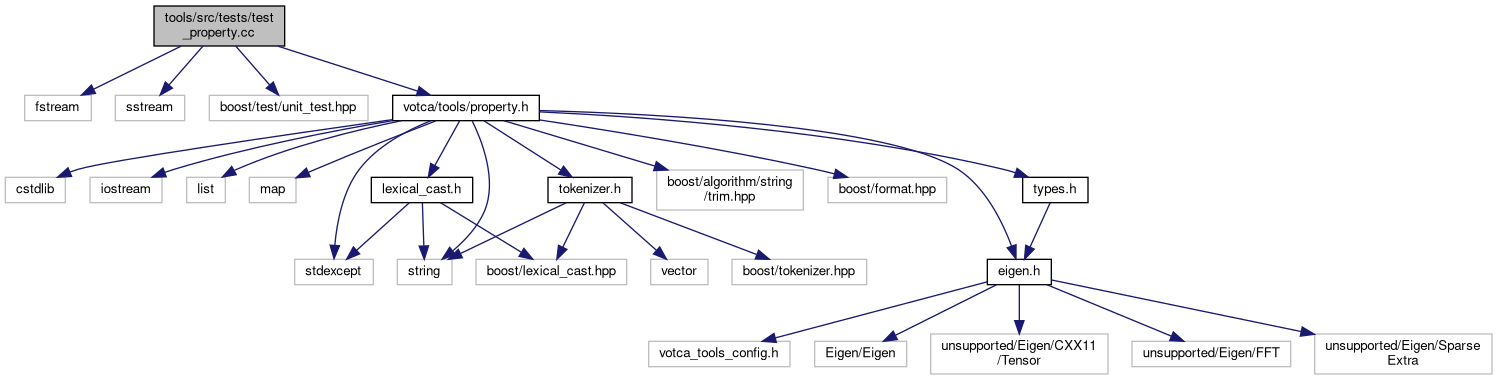 tools/src/tests/test
_property.cc
fstream
sstream
boost/test/unit_test.hpp
votca/tools/property.h
cstdlib
iostream
list
map
lexical_cast.h
tokenizer.h
boost/algorithm/string
/trim.hpp
boost/format.hpp
types.h
stdexcept
string
boost/lexical_cast.hpp
vector
boost/tokenizer.hpp
eigen.h
votca_tools_config.h
Eigen/Eigen
unsupported/Eigen/CXX11
/Tensor
unsupported/Eigen/FFT
unsupported/Eigen/Sparse
Extra